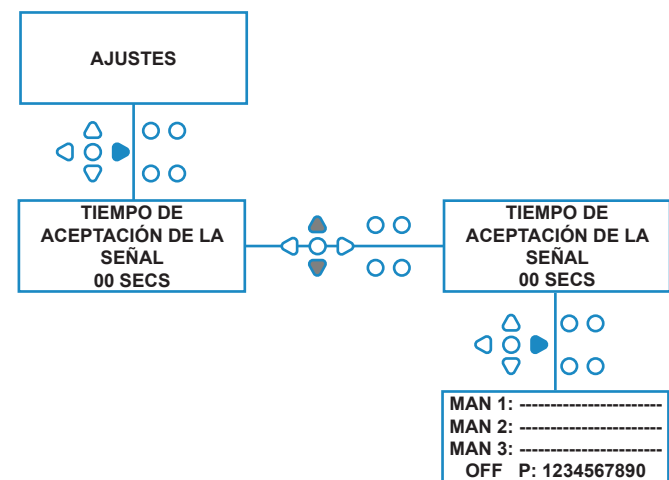 AJUSTES
TIEMPO DE
ACEPTACIÓN DE LA
SEÑAL
00 SECS
TIEMPO DE
ACEPTACIÓN DE LA
SEÑAL
00 SECS
MAN 1: -----------------------
MAN 2: -----------------------
MAN 3: -----------------------
OFF P: 1234567890